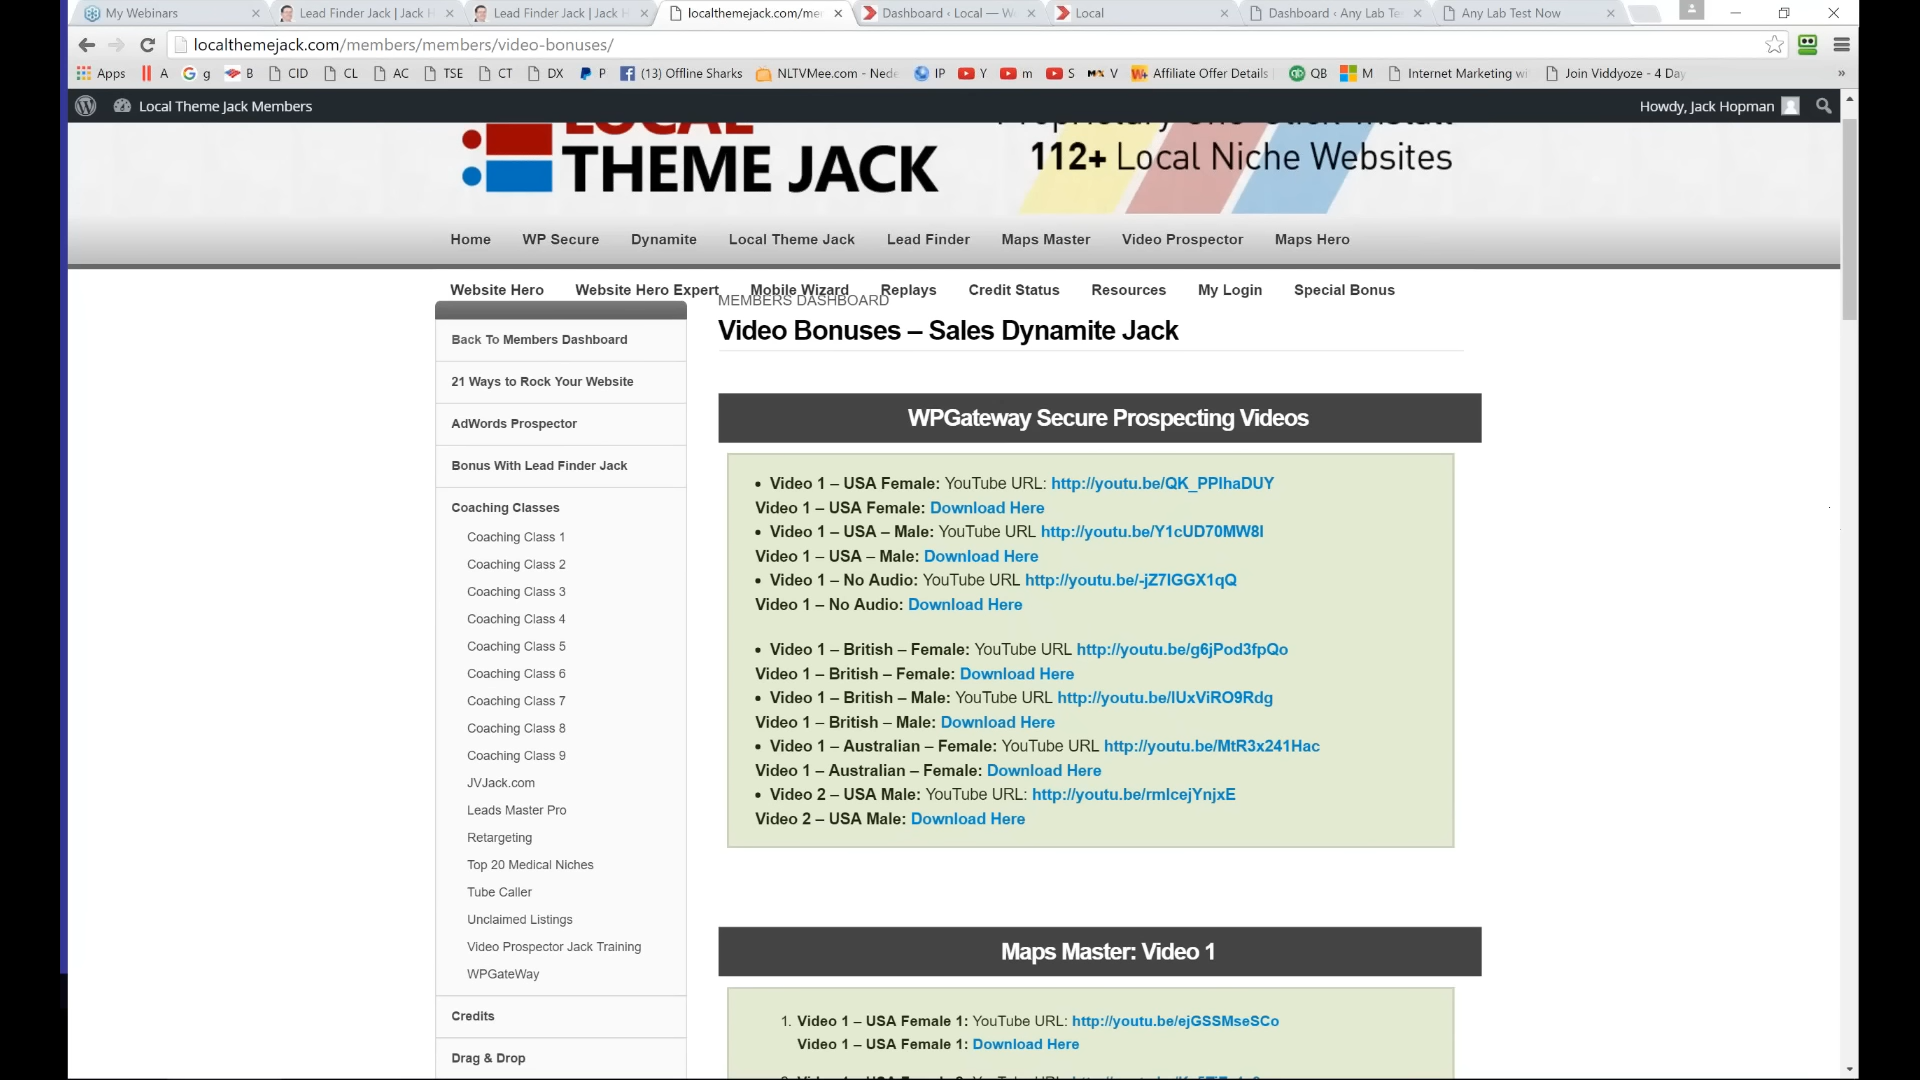 My Webinars
Lead Finder Jack | Jack H
Lead Finder Jack | Jack H
localthemejack.com/me
Dashboard ‹ Local — W
Local
Dashboard ‹ Any Lab Te
Any Lab Test Now
localthemejack.com/members/members/video-bonuses/
Apps A g B CID CL AC TSE CT DX P (13) Offline Sharks NLTVMee.com - Nede IP Y m S V Affiliate Offer Details QB M Internet Marketing wi Join Viddyoze - 4 Day »
Local Theme Jack Members
Howdy, Jack Hopman
LOCAL
THEME JACK
Proprietary One Click Install
112+ Local Niche Websites
Home WP Secure Dynamite Local Theme Jack Lead Finder Maps Master Video Prospector Maps Hero
Website Hero Website Hero Expert Mobile Wizard Replays Credit Status Resources My Login Special Bonus
MEMBERS DASHBOARD
Video Bonuses – Sales Dynamite Jack
Back To Members Dashboard
21 Ways to Rock Your Website
AdWords Prospector
Bonus With Lead Finder Jack
Coaching Classes
Coaching Class 1
Coaching Class 2
Coaching Class 3
Coaching Class 4
Coaching Class 5
Coaching Class 6
Coaching Class 7
Coaching Class 8
Coaching Class 9
JVJack.com
Leads Master Pro
Retargeting
Top 20 Medical Niches
Tube Caller
Unclaimed Listings
Video Prospector Jack Training
WPGateWay
Credits
Drag & Drop
WPGateway Secure Prospecting Videos
• Video 1 – USA Female: YouTube URL: http://youtu.be/QK_PPIhaDUY
Video 1 – USA Female: Download Here
• Video 1 – USA – Male: YouTube URL http://youtu.be/Y1cUD70MW8I
Video 1 – USA – Male: Download Here
• Video 1 – No Audio: YouTube URL http://youtu.be/-jZ7lGGX1qQ
Video 1 – No Audio: Download Here
• Video 1 – British – Female: YouTube URL http://youtu.be/g6jPod3fpQo
Video 1 – British – Female: Download Here
• Video 1 – British – Male: YouTube URL http://youtu.be/lUxViRO9Rdg
Video 1 – British – Male: Download Here
• Video 1 – Australian – Female: YouTube URL http://youtu.be/MtR3x241Hac
Video 1 – Australian – Female: Download Here
• Video 2 – USA Male: YouTube URL: http://youtu.be/rmlcejYnjxE
Video 2 – USA Male: Download Here
Maps Master: Video 1
1. Video 1 – USA Female 1: YouTube URL: http://youtu.be/ejGSSMseSCo
Video 1 – USA Female 1: Download Here